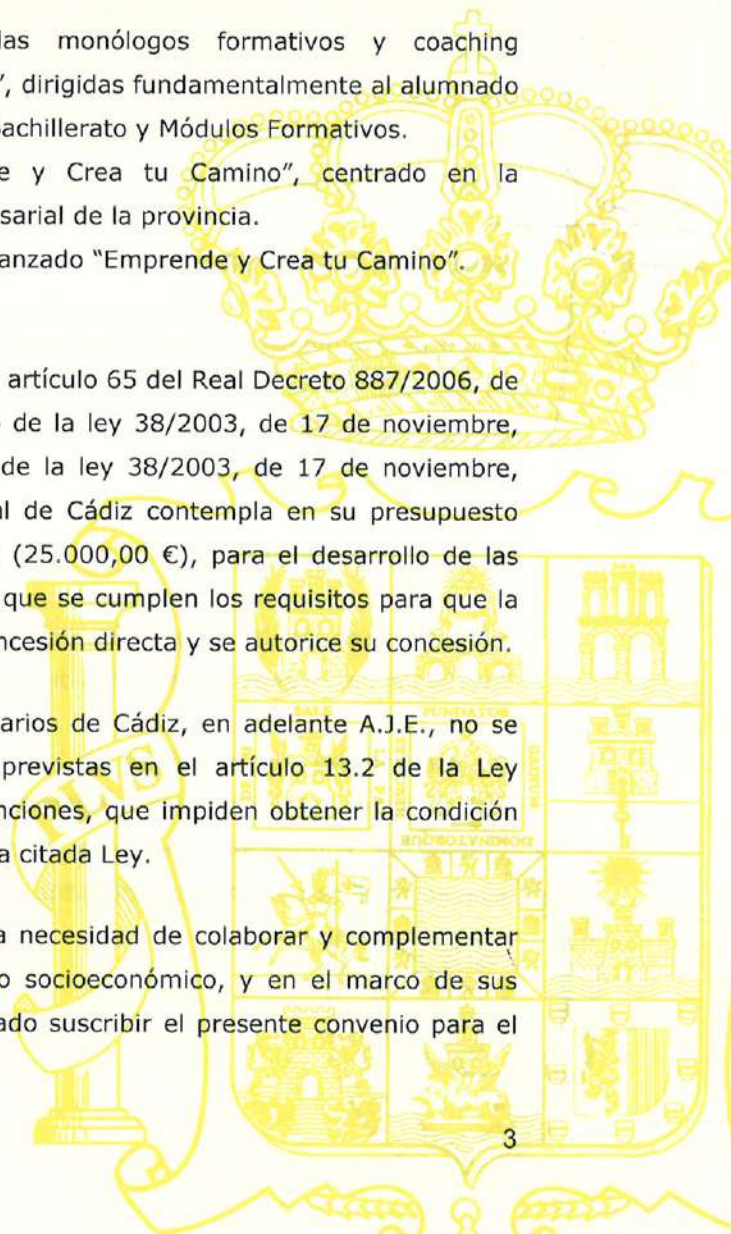 las monólogos formativos y coaching
", dirigidas fundamentalmente al alumnado
Bachillerato y Módulos Formativos.
e y Crea tu Camino", centrado en la
sarial de la provincia.
anzado "Emprende y Crea tu Camino".
artículo 65 del Real Decreto 887/2006, de
de la ley 38/2003, de 17 de noviembre,
de la ley 38/2003, de 17 de noviembre,
al de Cádiz contempla en su presupuesto
(25.000,00 €), para el desarrollo de las
que se cumplen los requisitos para que la
ncesión directa y se autorice su concesión.
arios de Cádiz, en adelante A.J.E., no se
previstas en el artículo 13.2 de la Ley
nciones, que impiden obtener la condición
a citada Ley.
a necesidad de colaborar y complementar
o socioeconómico, y en el marco de sus
ado suscribir el presente convenio para el
3
PLVS
FUNDATOR
GADIUM
DOMINATORQUE